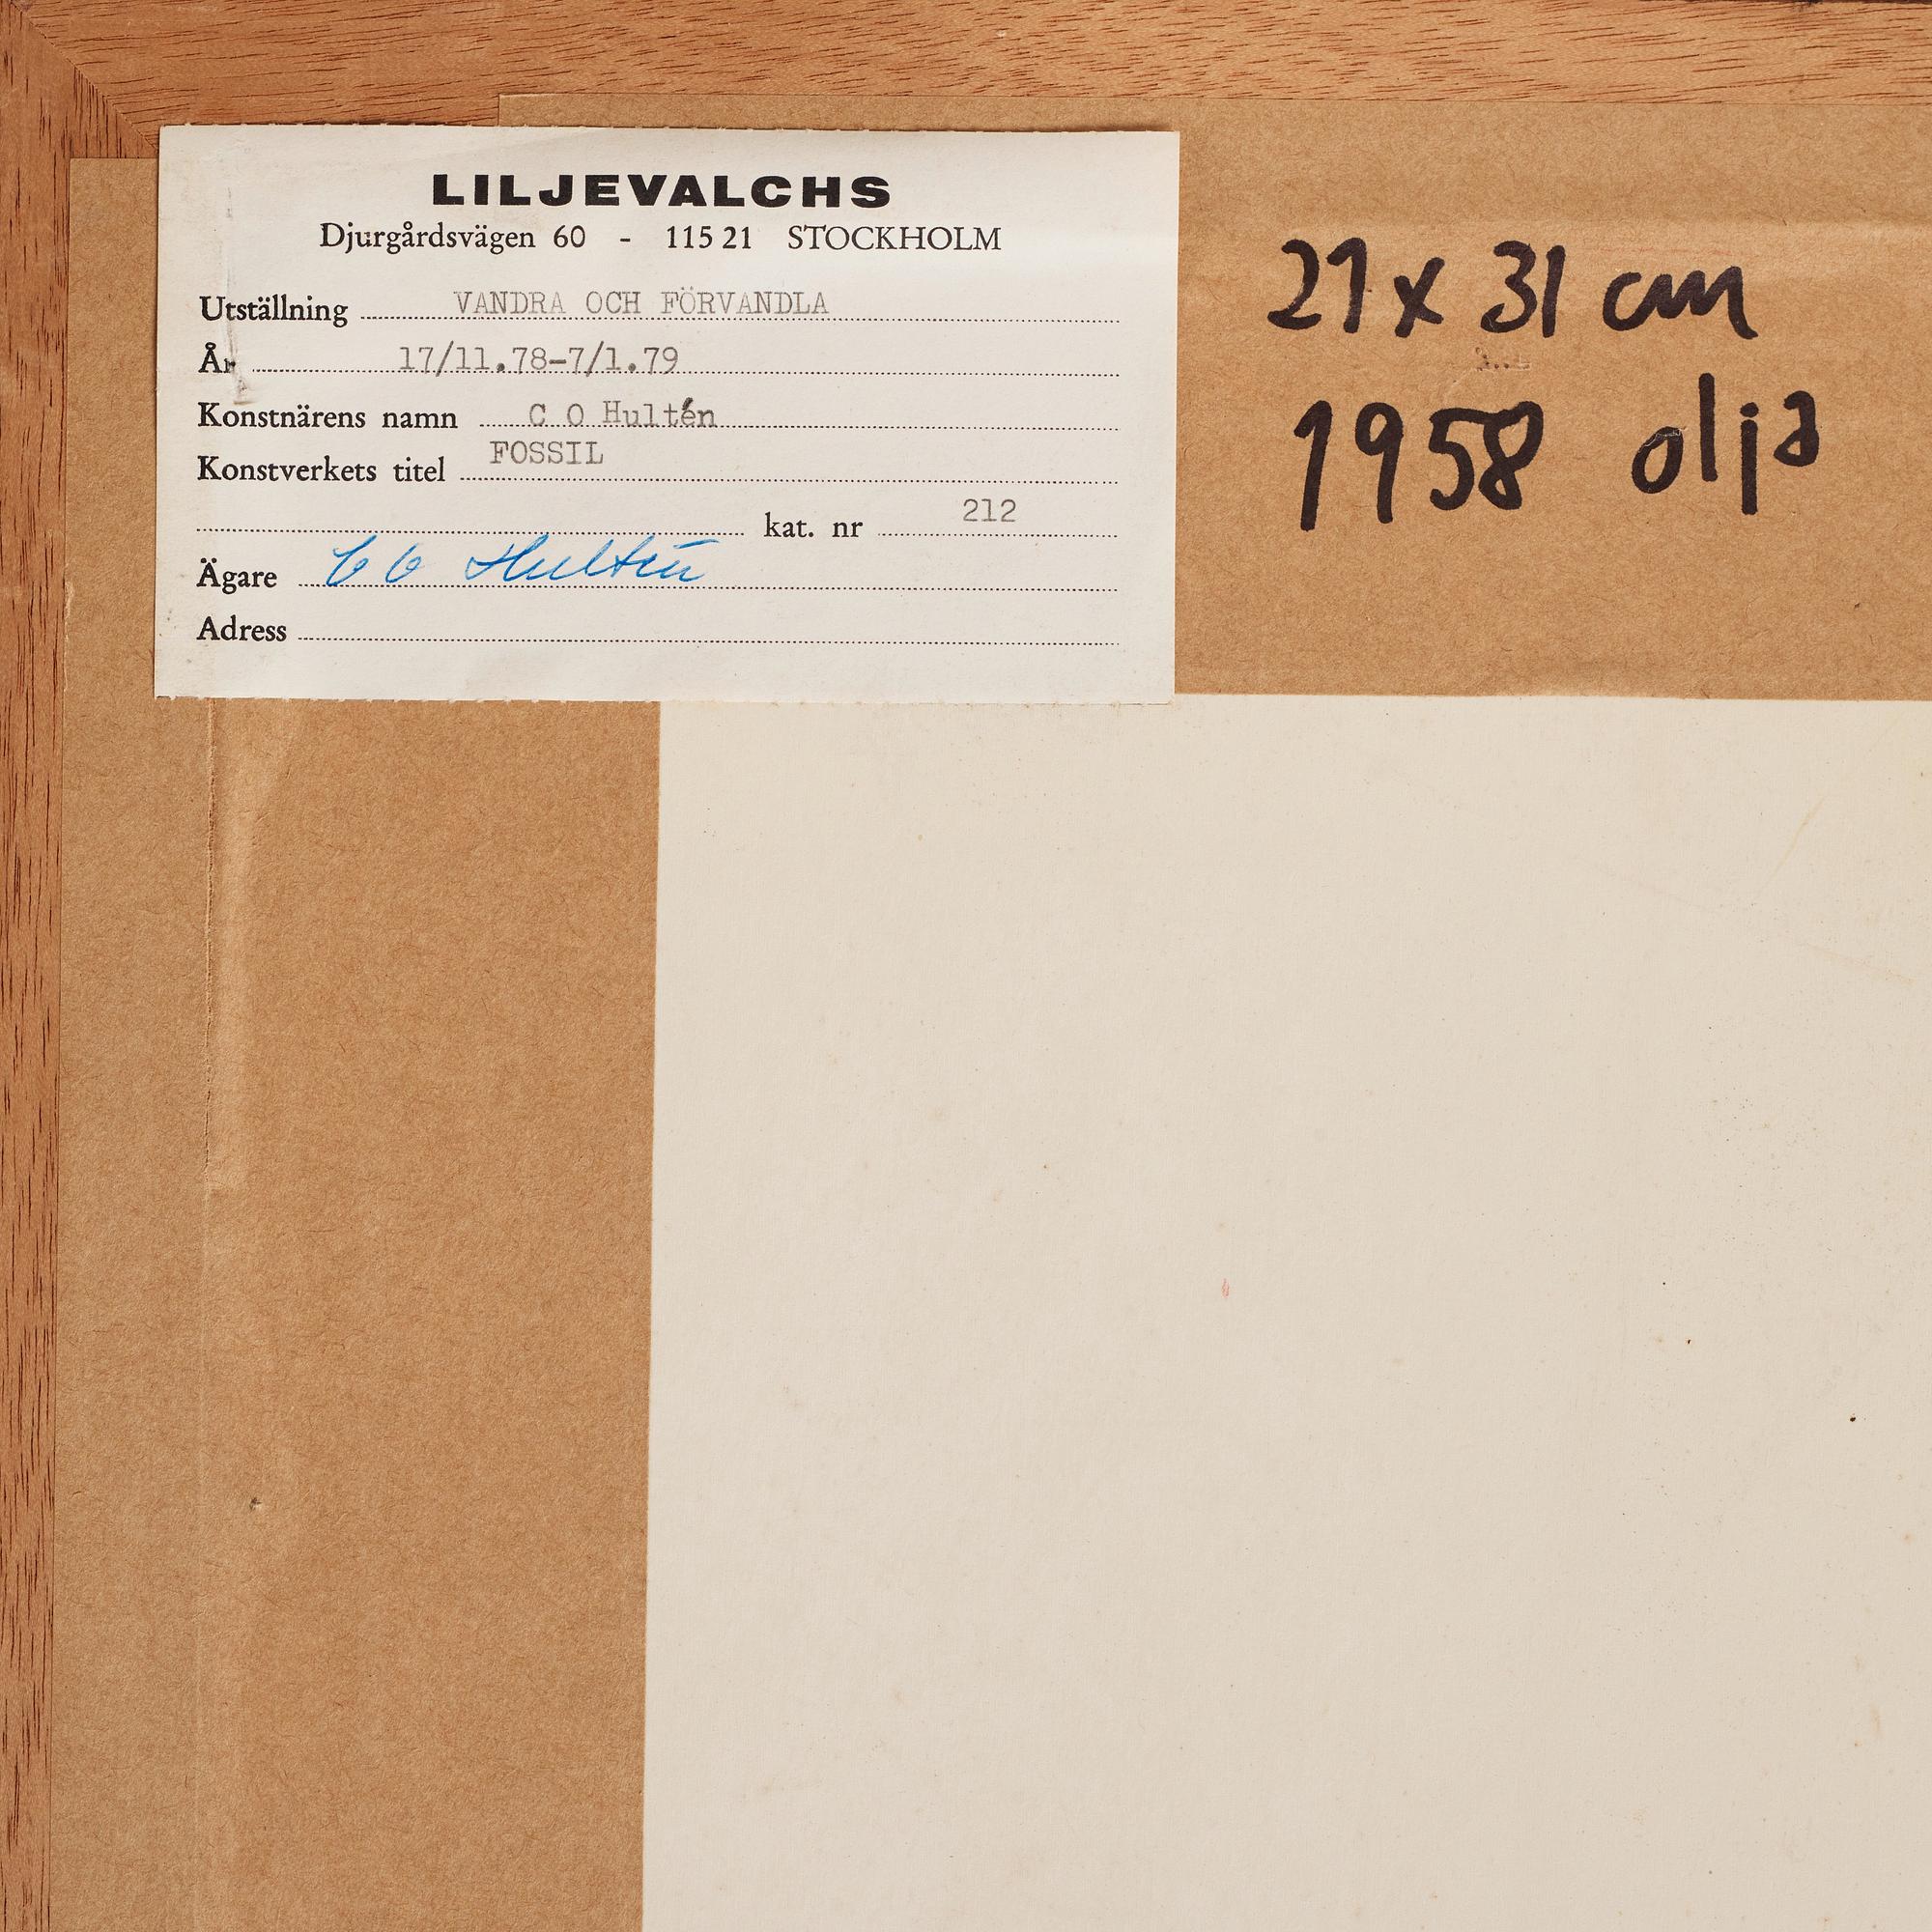 LILJEVALCHS
Djurgårdsvägen 60 - 115 21 STOCKHOLM
Utställning VANDRA OCH FÖRVANDLA
År 17/11.78-7/1.79
Konstnärens namn C O Hultén
Konstverkets titel FOSSIL
kat. nr 212
Ägare C O Hultén
Adress
21 x 31 cm
1958 olja